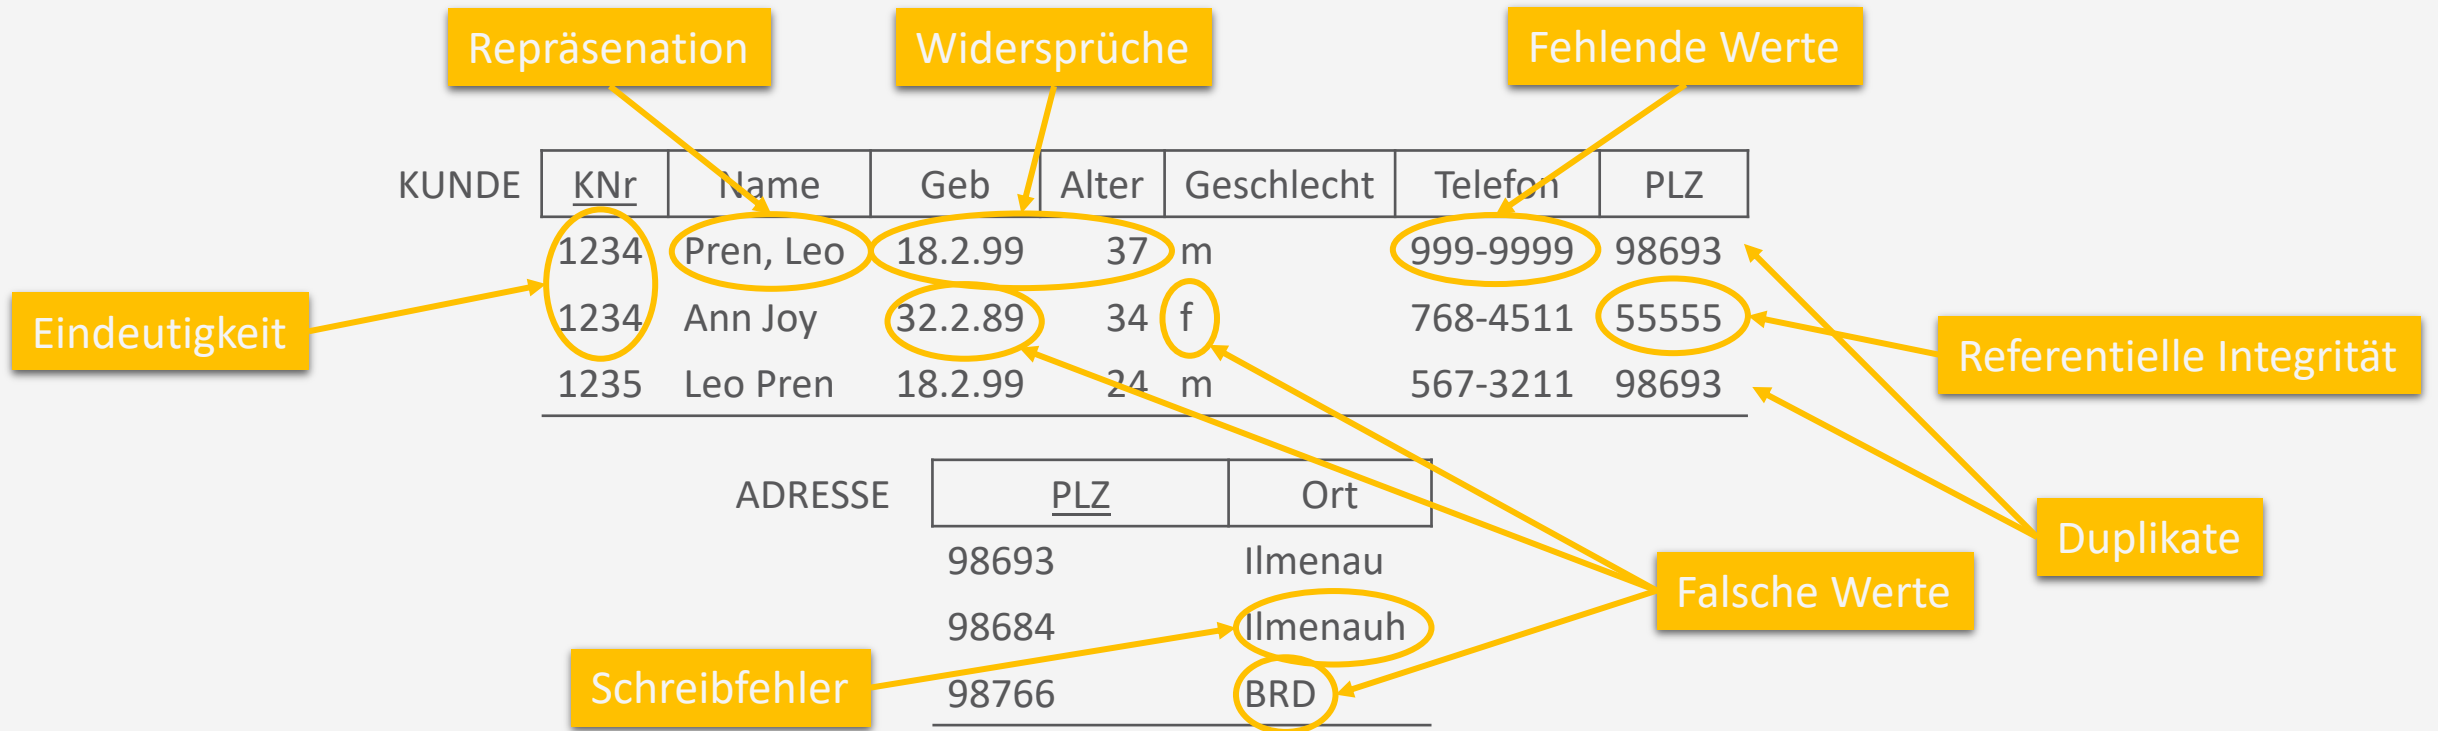 Repräsenation Widersprüche Fehlende Werte
KUNDE KNr Name Geb Alter Geschlecht Telefon PLZ
1234 Pren, Leo 18.2.99 37 m 999-9999 98693
1234 Ann Joy 32.2.89 34 f 768-4511 55555
Eindeutigkeit
Referentielle Integrität
1235 Leo Pren 18.2.99 24 m 567-3211 98693
ADRESSE PLZ Ort
Duplikate
98693 Ilmenau
Falsche Werte
98684 Ilmenauh
Schreibfehler
98766 BRD